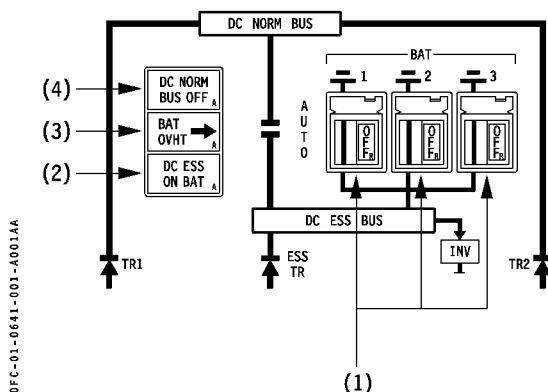 DC NORM BUS
BAT
1 2 3
(4)
DC NORM
BUS OFF A
(3)
BAT
OVHT A
(2)
DC ESS
ON BAT A
AUTO
OFF R
OFF R
OFF R
DC ESS BUS
INV
TR1
ESS
TR
TR2
(1)
0FC-01-0641-001-A001AA